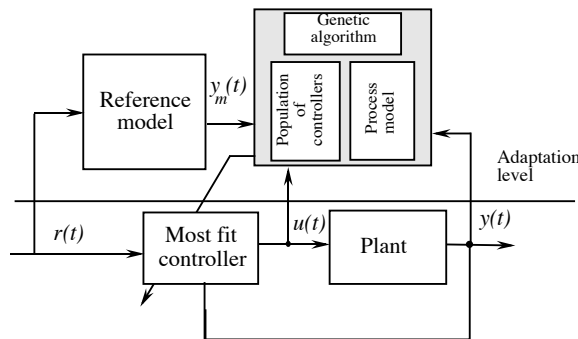 Genetic
algorithm
Reference
model
y_m(t)
Population
of
controllers
Process
model
Adaptation
level
r(t)
Most fit
controller
u(t)
Plant
y(t)